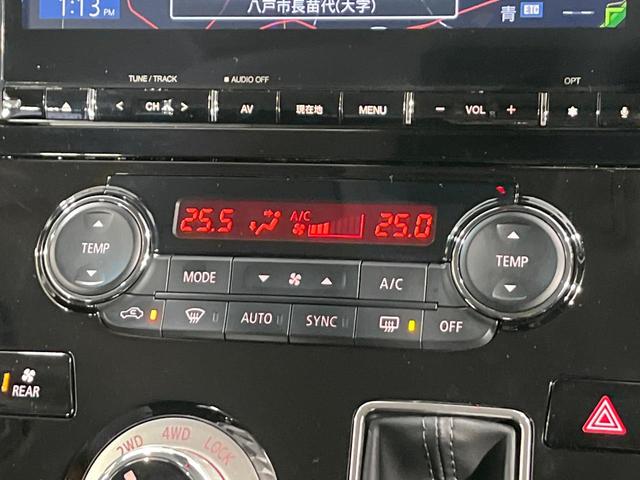 1:13 PM
八戸市長苗代(大字)
青 ETC
TUNE / TRACK
AUDIO OFF
OPT
< CH >
AV
現在地
MENU
− VOL +
25.5
A/C
25.0
TEMP
TEMP
MODE
A/C
AUTO
SYNC
OFF
REAR
2WD
4WD
LOCK